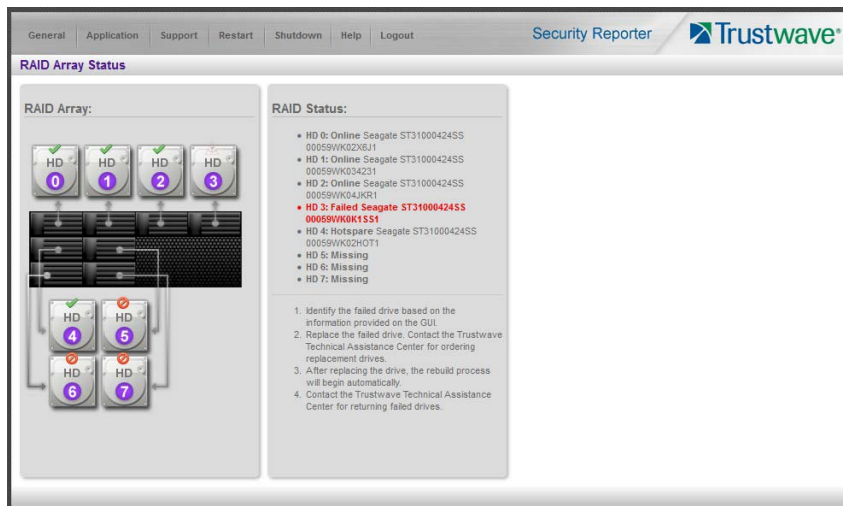 General Application Support Restart Shutdown Help Logout
Security Reporter
Trustwave®
RAID Array Status
RAID Array:
HD 0
HD 1
HD 2
HD 3
HD 4
HD 5
HD 6
HD 7
RAID Status:
HD 0: Online Seagate ST31000424SS
00059WK02X6J1
HD 1: Online Seagate ST31000424SS
00059WK034231
HD 2: Online Seagate ST31000424SS
00059WK04JKR1
HD 3: Failed Seagate ST31000424SS
00059WK0K1SS1
HD 4: Hotspare Seagate ST31000424SS
00059WK02HOT1
HD 5: Missing
HD 6: Missing
HD 7: Missing
1. Identify the failed drive based on the
information provided on the GUI.
2. Replace the failed drive. Contact the Trustwave
Technical Assistance Center for ordering
replacement drives.
3. After replacing the drive, the rebuild process
will begin automatically.
4. Contact the Trustwave Technical Assistance
Center for returning failed drives.